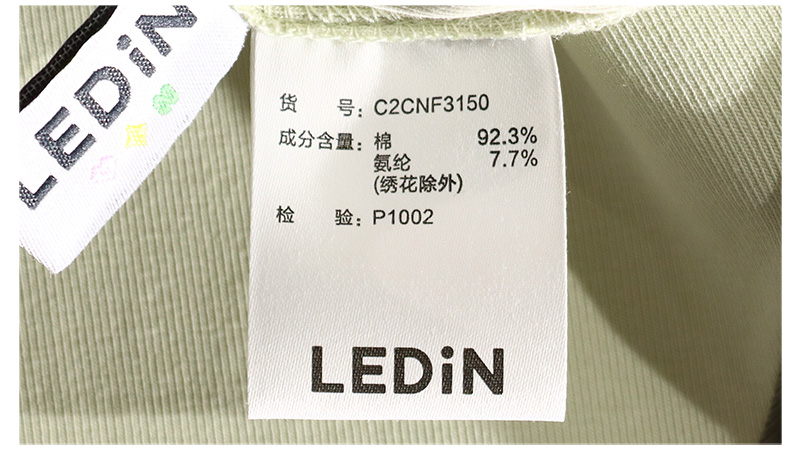 LEDiN
货 号: C2CNF3150
成分含量: 棉 92.3%
氨纶 7.7%
(绣花除外)
检 验: P1002
LEDiN